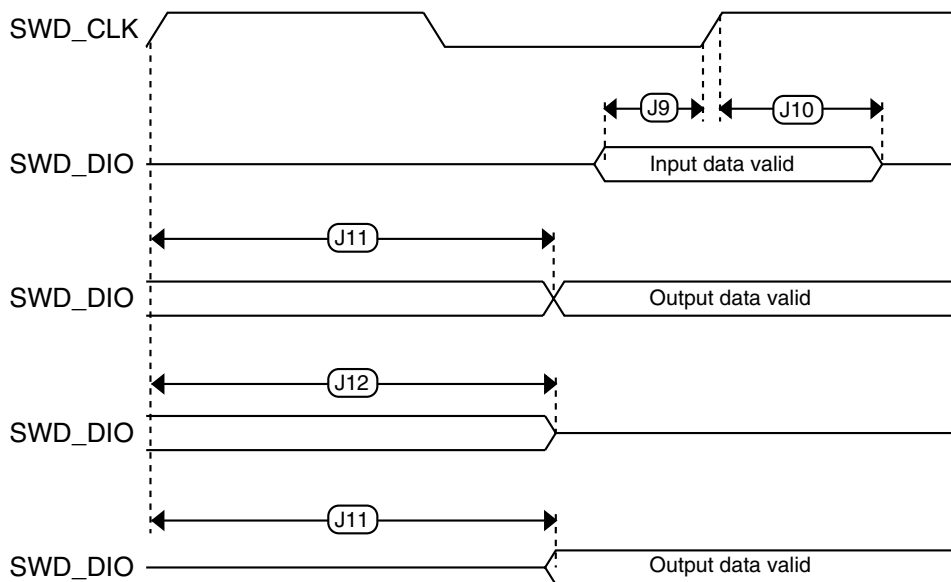 SWD_CLK
J9
J10
SWD_DIO
Input data valid
J11
SWD_DIO
Output data valid
J12
SWD_DIO
J11
SWD_DIO
Output data valid